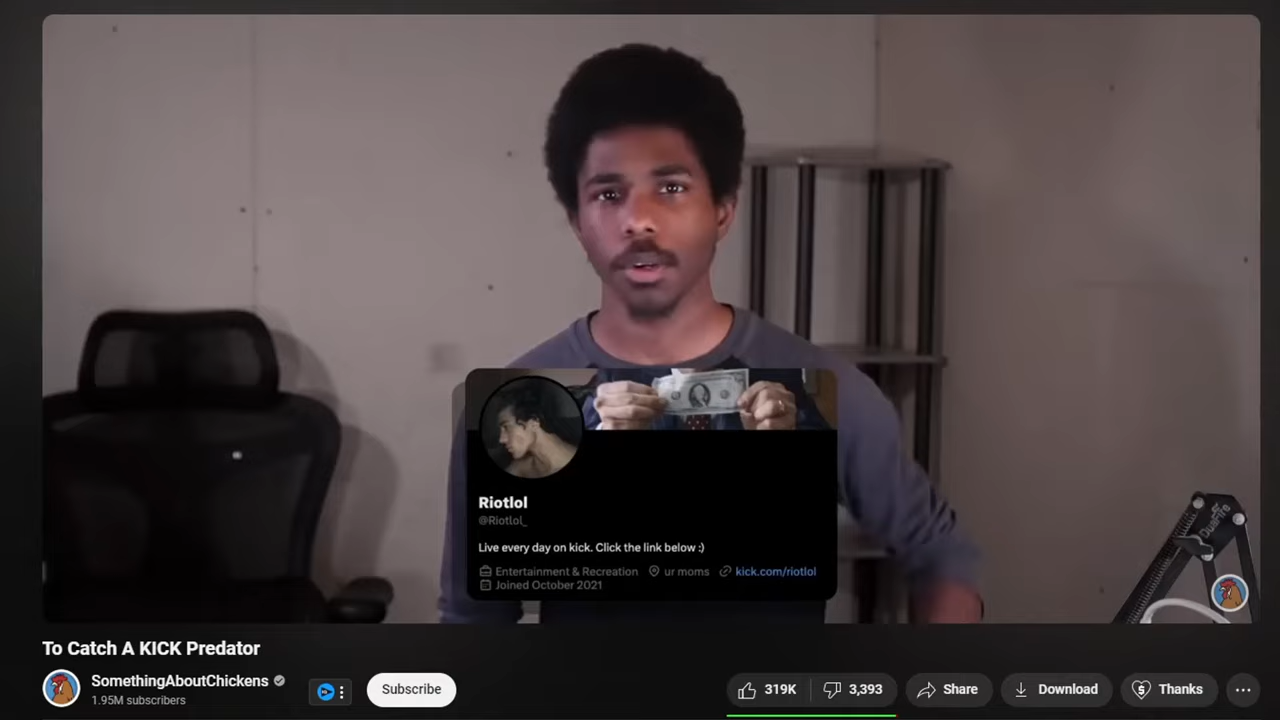 Riotlol
@Riotlol_
Live every day on kick. Click the link below :)
Entertainment & Recreation ur moms kick.com/riotlol
Joined October 2021
To Catch A KICK Predator
SomethingAboutChickens
1.95M subscribers
Subscribe
319K
3,393
Share
Download
Thanks